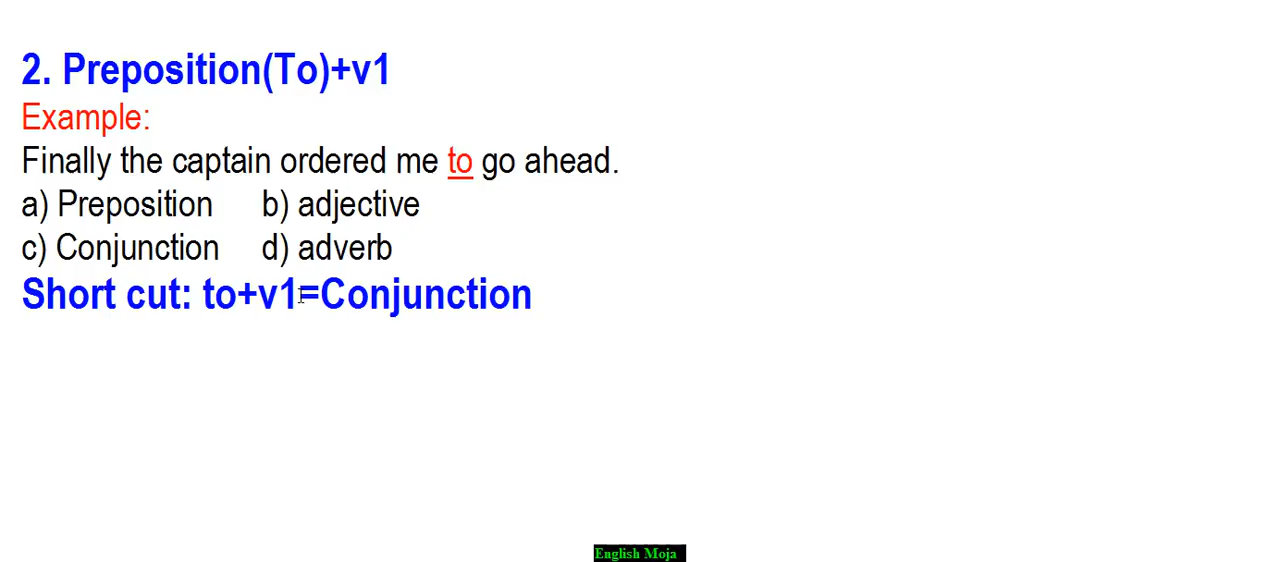 2. Preposition(To)+v1
Example:
Finally the captain ordered me to go ahead.
a) Preposition b) adjective
c) Conjunction d) adverb
Short cut: to+v1=Conjunction
English Moja